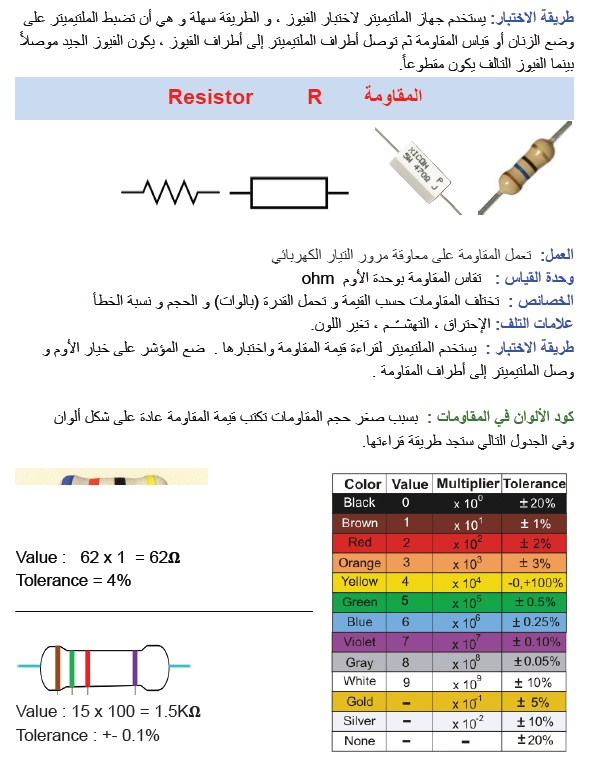 طريقة الاختبار: يستخدم جهاز الملتيميتر لاختبار الفيوز ، و الطريقة سهلة و هي أن تضبط الملتيميتر على
وضع الزنان أو قياس المقاومة ثم توصل أطراف الملتيميتر إلى أطراف الفيوز ، يكون الفيوز الجيد موصلاً
بينما الفيوز التالف يكون مقطوعاً.
المقاومة R Resistor
XICON P
5W 470Ω J
العمل: تعمل المقاومة على معاوقة مرور التيار الكهربائي
وحدة القياس : تقاس المقاومة بوحدة الأوم ohm
الخصائص : تختلف المقاومات حسب القيمة و تحمل القدرة (بالوات) و الحجم و نسبة الخطأ
علامات التلف: الإحتراق ، التهشـّـم ، تغير اللون.
طريقة الاختبار : يستخدم الملتيميتر لقراءة قيمة المقاومة واختبارها . ضع المؤشر على خيار الأوم و
وصل الملتيميتر إلى أطراف المقاومة .
كود الألوان في المقاومات : بسبب صغر حجم المقاومات تكتب قيمة المقاومة عادة على شكل ألوان
وفي الجدول التالي ستجد طريقة قراءتها.
Value : 62 x 1 = 62Ω
Tolerance = 4%
Value : 15 x 100 = 1.5KΩ
Tolerance : +- 0.1%
Color Value Multiplier Tolerance
Black 0 x 10⁰ ±20%
Brown 1 x 10¹ ± 1%
Red 2 x 10² ± 2%
Orange 3 x 10³ ± 3%
Yellow 4 x 10⁴ -0,+100%
Green 5 x 10⁵ ±0.5%
Blue 6 x 10⁶ ±0.25%
Violet 7 x 10⁷ ±0.10%
Gray 8 x 10⁸ ±0.05%
White 9 x 10⁹ ± 10%
Gold – x 10⁻¹ ± 5%
Silver – x 10⁻² ±10%
None – – ±20%